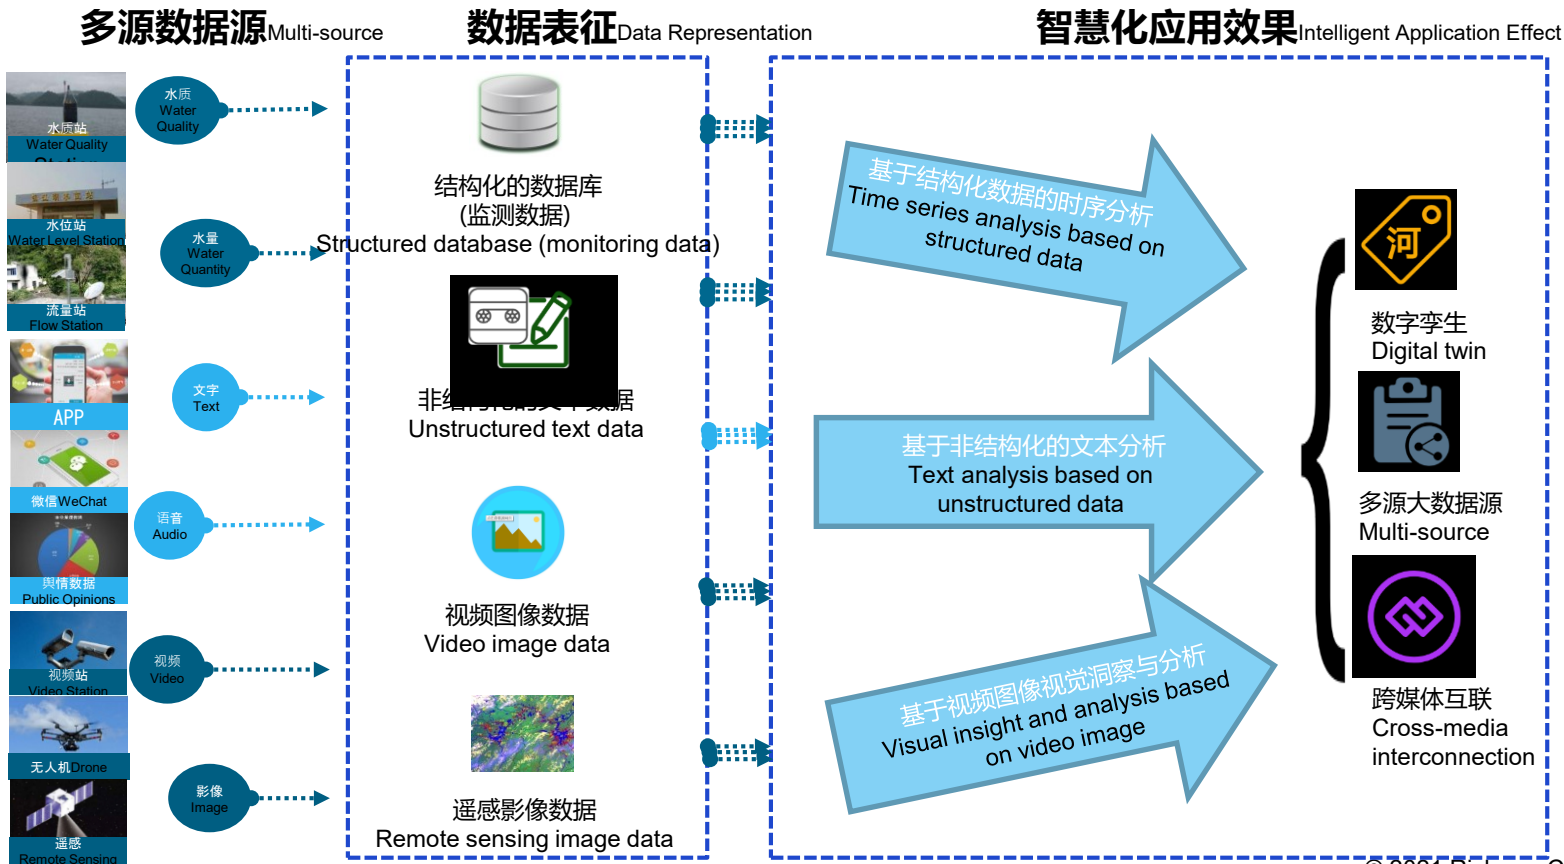 多源数据源Multi-source
数据表征Data Representation
智慧化应用效果Intelligent Application Effect
水质站
Water Quality
Station
水位站
Water Level Station
流量站
Flow Station
APP
微信WeChat
舆情数据
Public Opinions
视频站
Video Station
无人机Drone
遥感
Remote Sensing
水质
Water
Quality
水量
Water
Quantity
文字
Text
语音
Audio
视频
Video
影像
Image
结构化的数据库
(监测数据)
Structured database (monitoring data)
非结构化的文本数据
Unstructured text data
视频图像数据
Video image data
遥感影像数据
Remote sensing image data
基于结构化数据的时序分析
Time series analysis based on
structured data
基于非结构化的文本分析
Text analysis based on
unstructured data
基于视频图像视觉洞察与分析
Visual insight and analysis based
on video image
河
数字孪生
Digital twin
多源大数据源
Multi-source
跨媒体互联
Cross-media
interconnection